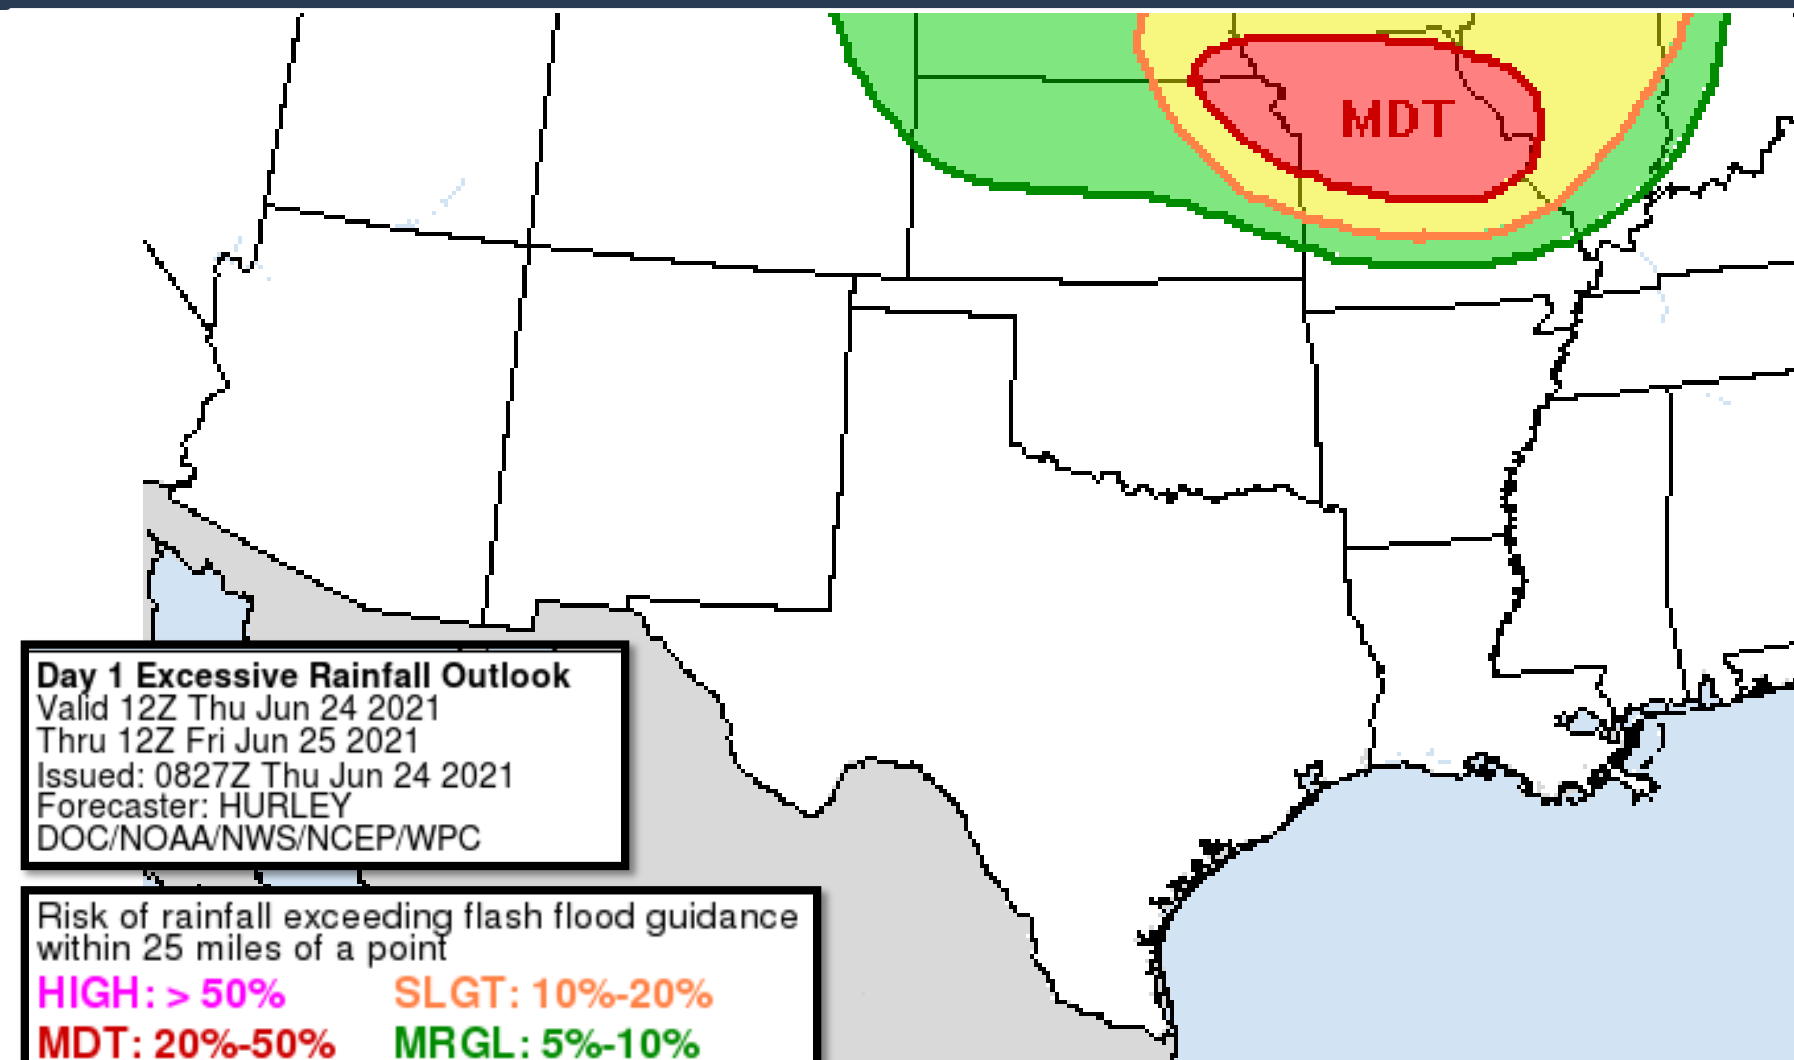 MDT
Day 1 Excessive Rainfall Outlook
Valid 12Z Thu Jun 24 2021
Thru 12Z Fri Jun 25 2021
Issued: 0827Z Thu Jun 24 2021
Forecaster: HURLEY
DOC/NOAA/NWS/NCEP/WPC
Risk of rainfall exceeding flash flood guidance
within 25 miles of a point
HIGH: > 50% SLGT: 10%-20%
MDT: 20%-50% MRGL: 5%-10%